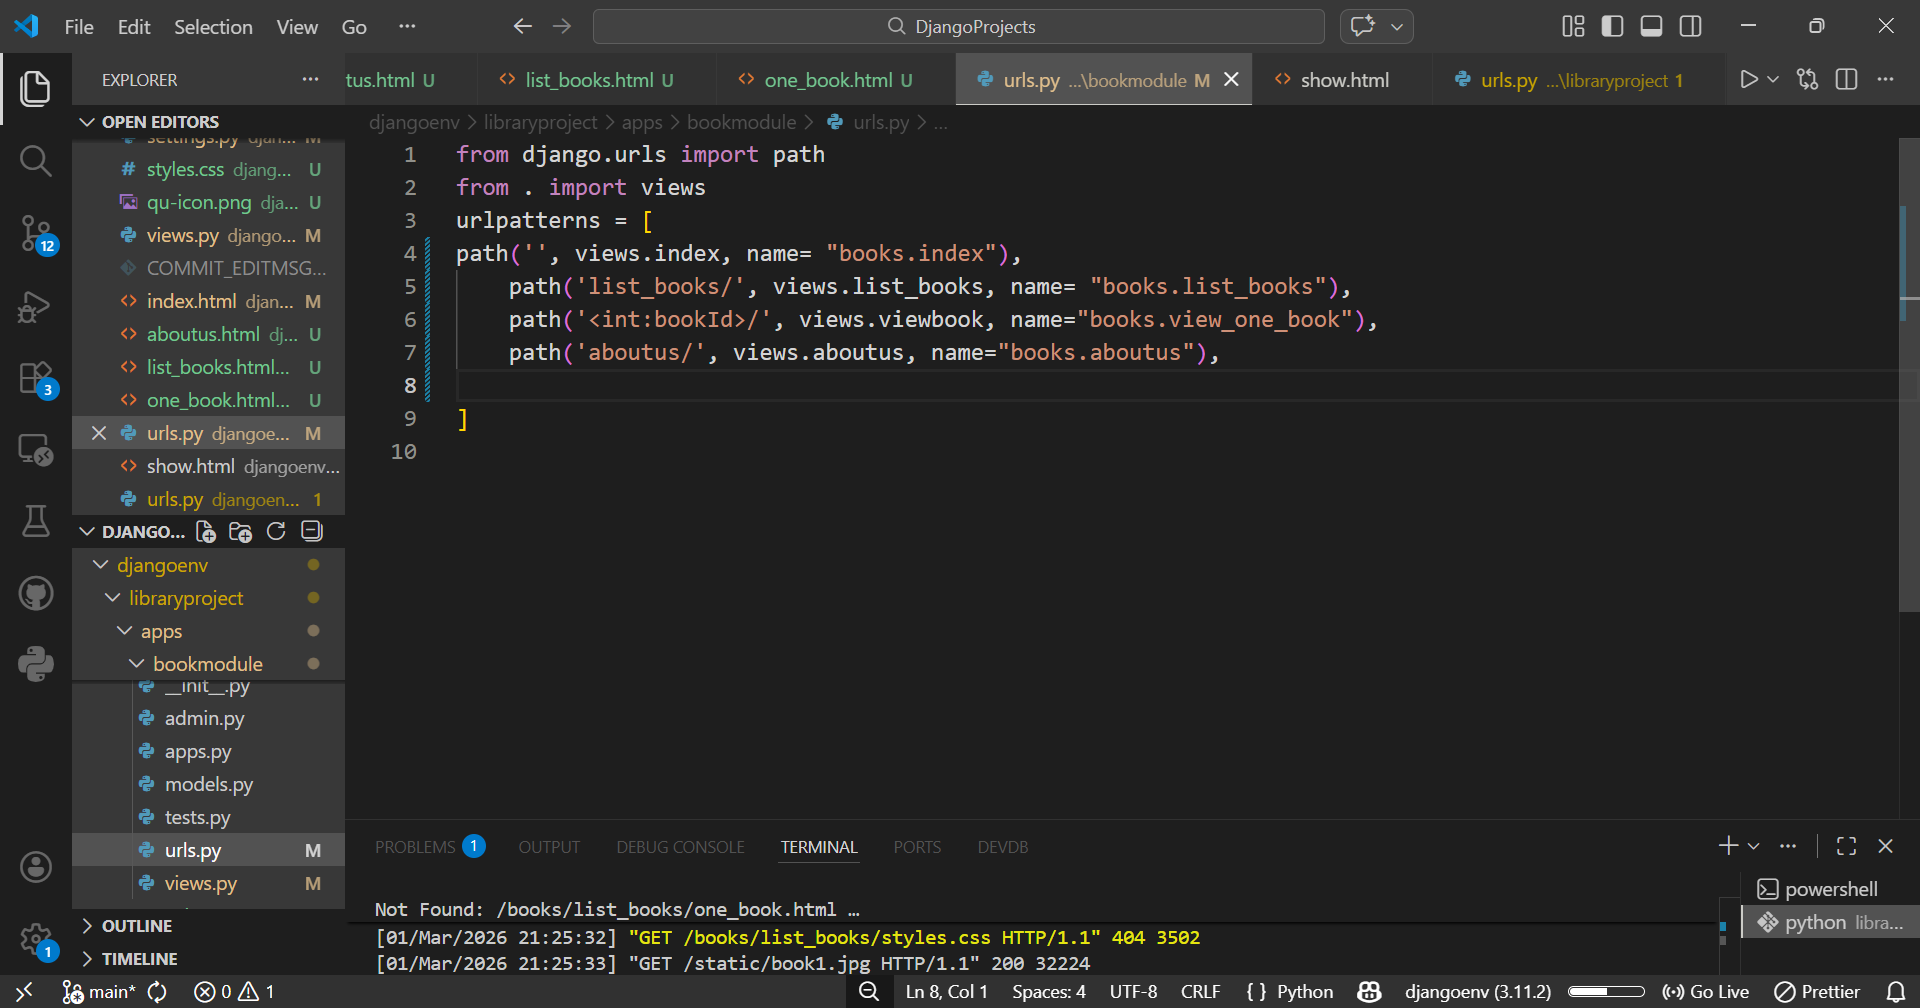 File Edit Selection View Go ··· DjangoProjects
EXPLORER ···
tus.html U list_books.html U one_book.html U urls.py ...\bookmodule M show.html urls.py ...\libraryproject 1
OPEN EDITORS
settings.py djan... M
styles.css djang... U
qu-icon.png dja... U
views.py django... M
COMMIT_EDITMSG...
index.html djan... M
aboutus.html dj... U
list_books.html... U
one_book.html... U
urls.py djangoe... M
show.html djangoenv...
urls.py djangoen... 1
DJANGO...
djangoenv
libraryproject
apps
bookmodule
__init__.py
admin.py
apps.py
models.py
tests.py
urls.py M
views.py M
OUTLINE
TIMELINE
12
3
1
djangoenv > libraryproject > apps > bookmodule > urls.py > ...
1 from django.urls import path
2 from . import views
3 urlpatterns = [
4 path('', views.index, name= "books.index"),
5     path('list_books/', views.list_books, name= "books.list_books"),
6     path('<int:bookId>/', views.viewbook, name="books.view_one_book"),
7     path('aboutus/', views.aboutus, name="books.aboutus"),
8
9 ]
10
PROBLEMS 1 OUTPUT DEBUG CONSOLE TERMINAL PORTS DEVDB
Not Found: /books/list_books/one_book.html …
[01/Mar/2026 21:25:32] "GET /books/list_books/styles.css HTTP/1.1" 404 3502
[01/Mar/2026 21:25:33] "GET /static/book1.jpg HTTP/1.1" 200 32224
powershell
python libra...
main* 0 1 Ln 8, Col 1 Spaces: 4 UTF-8 CRLF { } Python djangoenv (3.11.2) Go Live Prettier